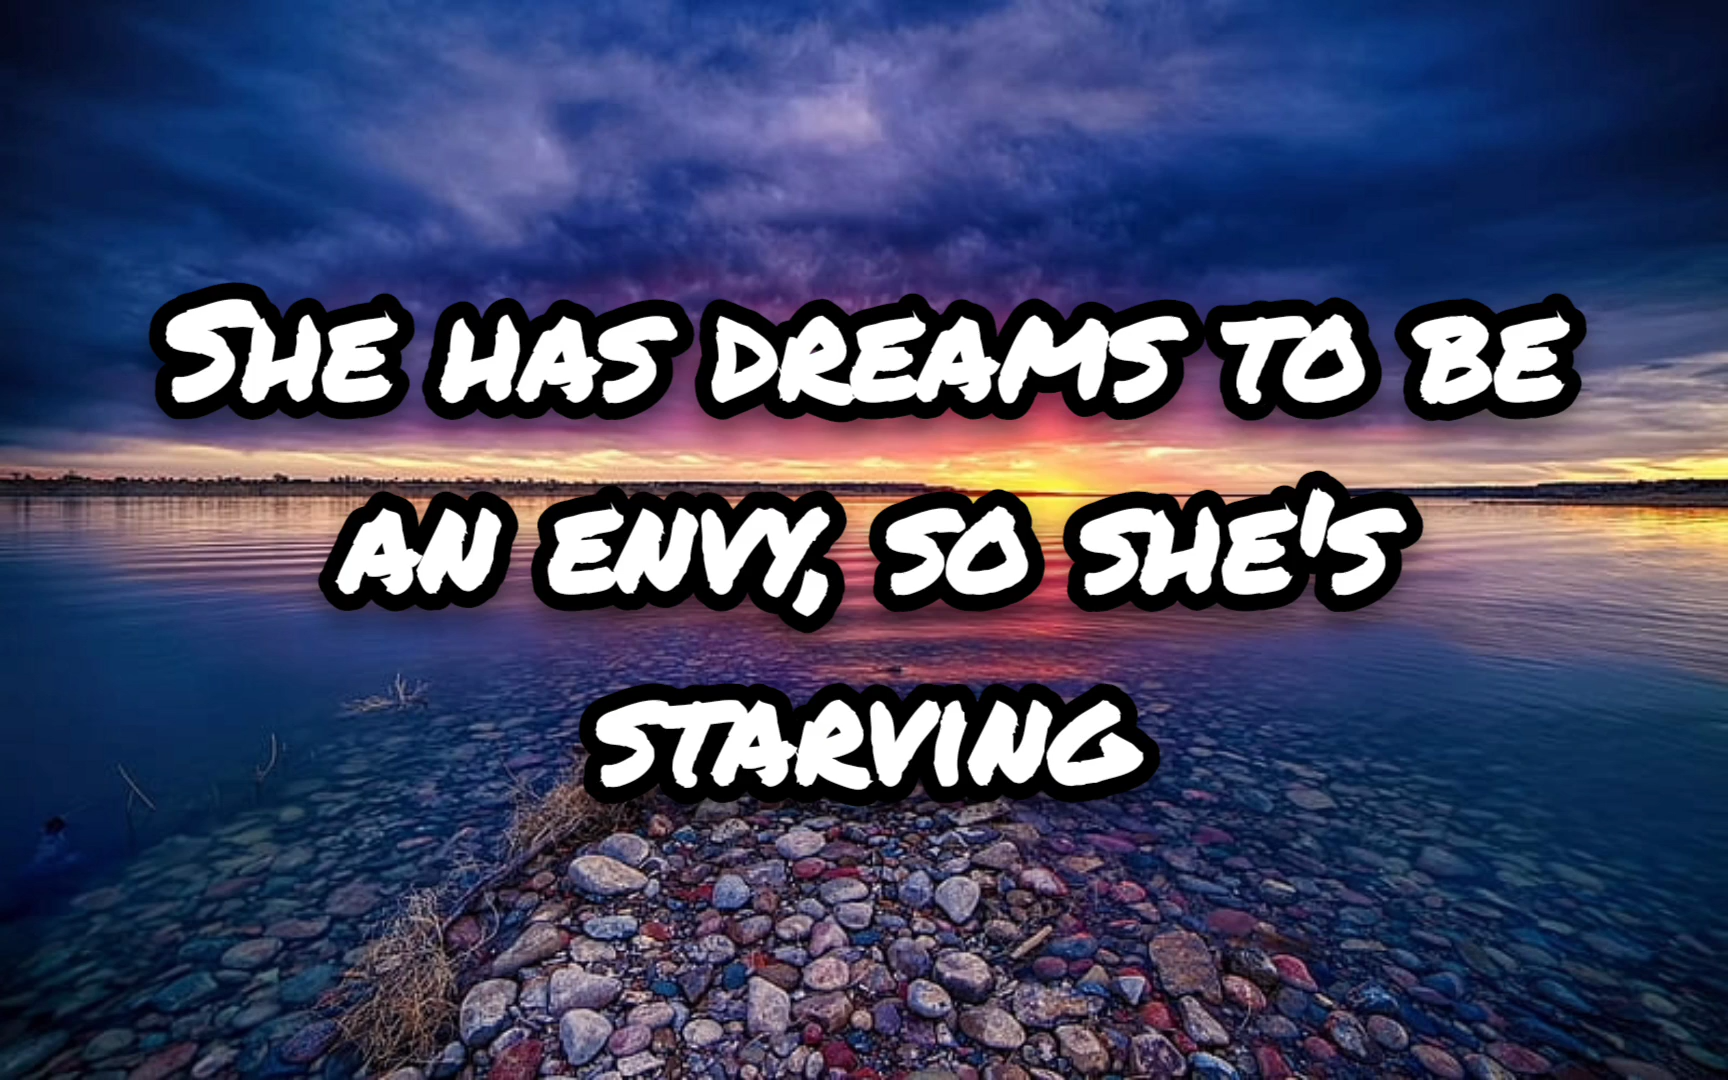 She has dreams to be
an envy, so she's
starving